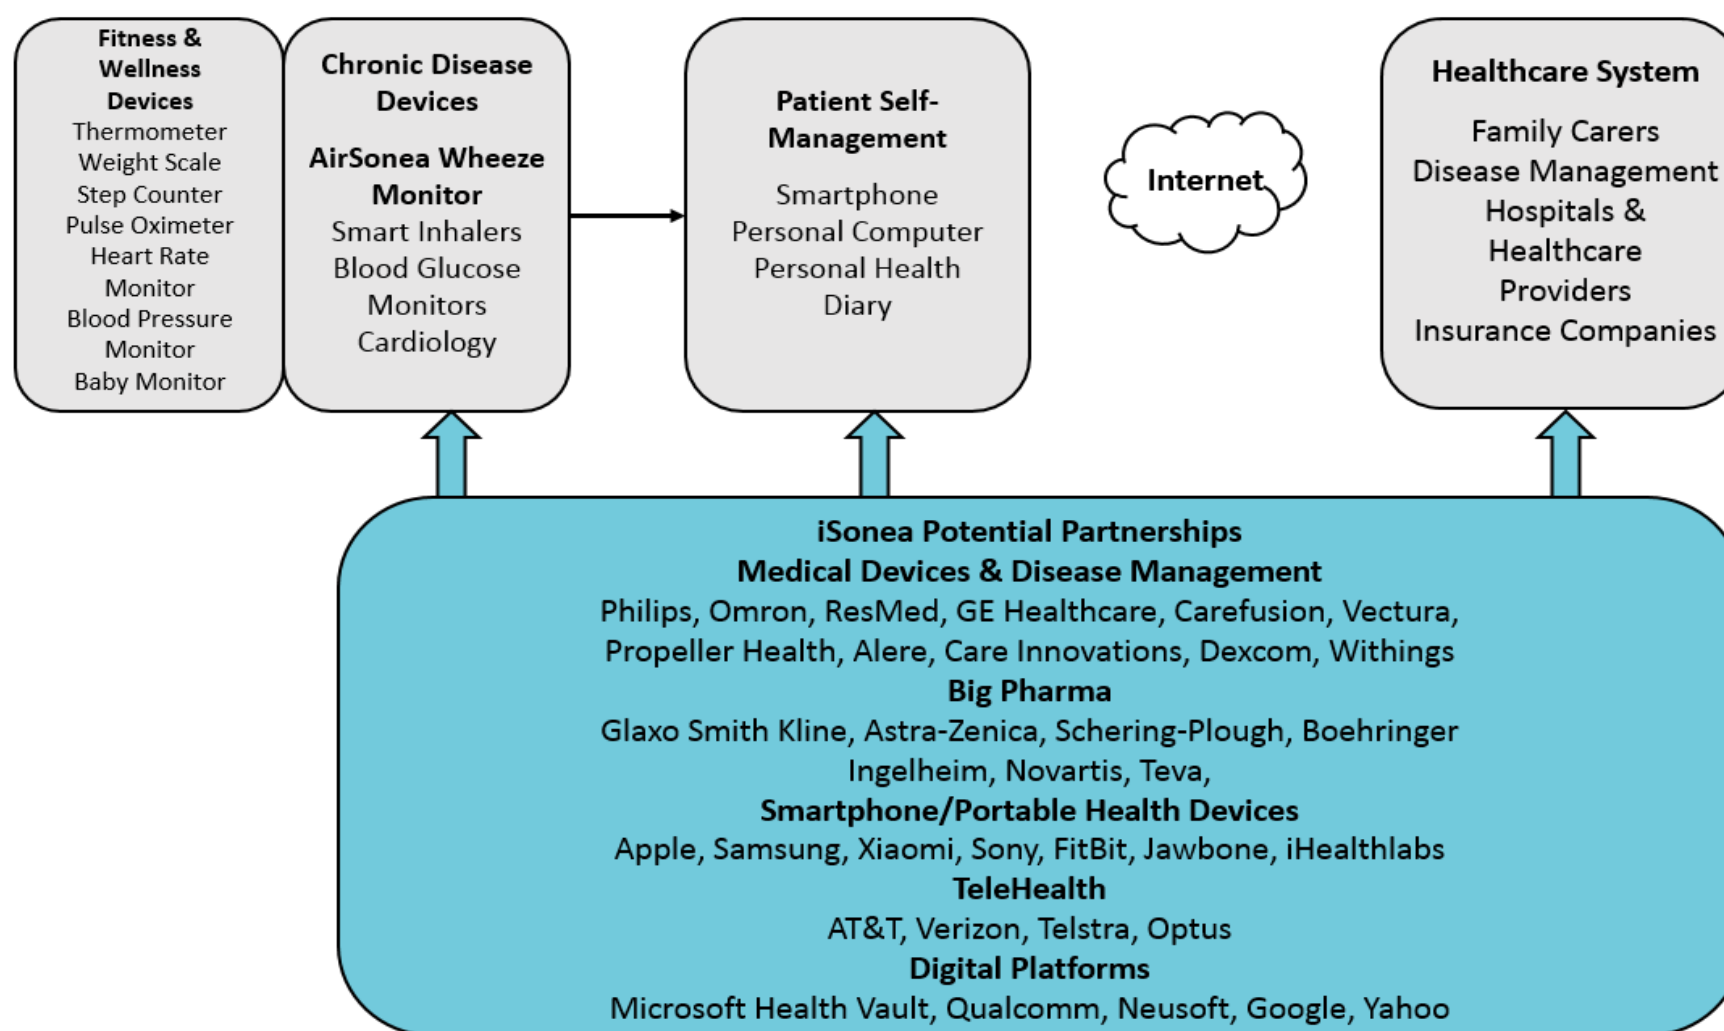 Fitness &
Wellness
Devices
Thermometer
Weight Scale
Step Counter
Pulse Oximeter
Heart Rate
Monitor
Blood Pressure
Monitor
Baby Monitor
Chronic Disease
Devices
AirSonea Wheeze
Monitor
Smart Inhalers
Blood Glucose
Monitors
Cardiology
Patient Self-
Management
Smartphone
Personal Computer
Personal Health
Diary
Internet
Healthcare System
Family Carers
Disease Management
Hospitals &
Healthcare
Providers
Insurance Companies
iSonea Potential Partnerships
Medical Devices & Disease Management
Philips, Omron, ResMed, GE Healthcare, Carefusion, Vectura,
Propeller Health, Alere, Care Innovations, Dexcom, Withings
Big Pharma
Glaxo Smith Kline, Astra-Zenica, Schering-Plough, Boehringer
Ingelheim, Novartis, Teva,
Smartphone/Portable Health Devices
Apple, Samsung, Xiaomi, Sony, FitBit, Jawbone, iHealthlabs
TeleHealth
AT&T, Verizon, Telstra, Optus
Digital Platforms
Microsoft Health Vault, Qualcomm, Neusoft, Google, Yahoo